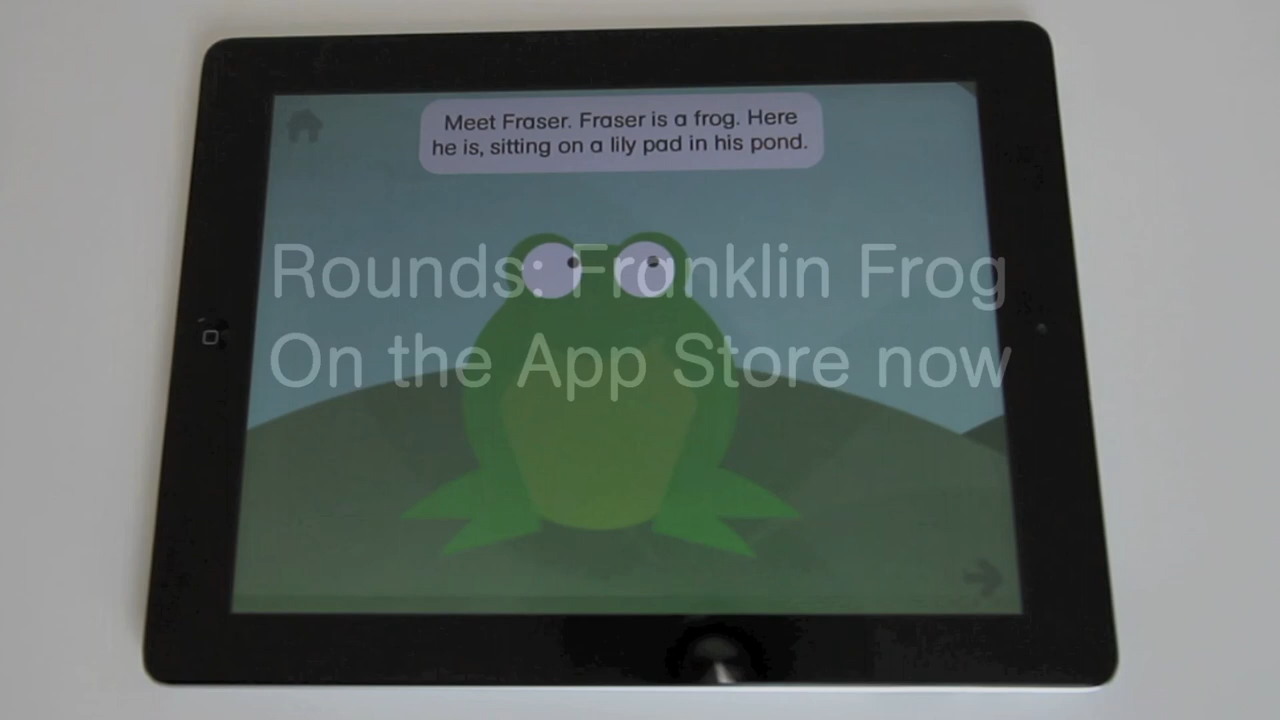 Meet Fraser. Fraser is a frog. Here
he is, sitting on a lily pad in his pond.
Rounds: Franklin Frog
On the App Store now